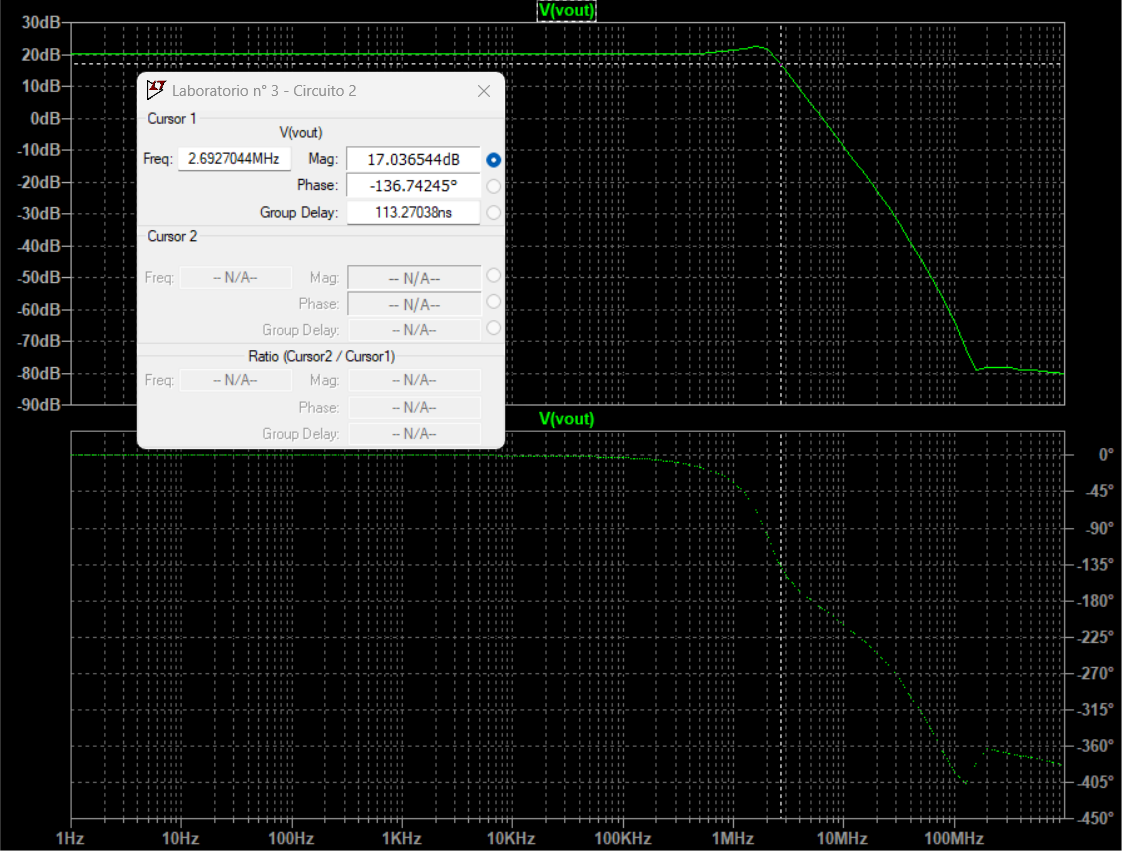 V(vout)
30dB
20dB
10dB
0dB
-10dB
-20dB
-30dB
-40dB
-50dB
-60dB
-70dB
-80dB
-90dB
Laboratorio n° 3 - Circuito 2
Cursor 1
V(vout)
Freq: 2.6927044MHz Mag: 17.036544dB
Phase: -136.74245°
Group Delay: 113.27038ns
Cursor 2
Freq: -- N/A-- Mag: -- N/A--
Phase: -- N/A--
Group Delay: -- N/A--
Ratio (Cursor2 / Cursor1)
Freq: -- N/A-- Mag: -- N/A--
Phase: -- N/A--
Group Delay: -- N/A--
V(vout)
0°
-45°
-90°
-135°
-180°
-225°
-270°
-315°
-360°
-405°
-450°
1Hz 10Hz 100Hz 1KHz 10KHz 100KHz 1MHz 10MHz 100MHz